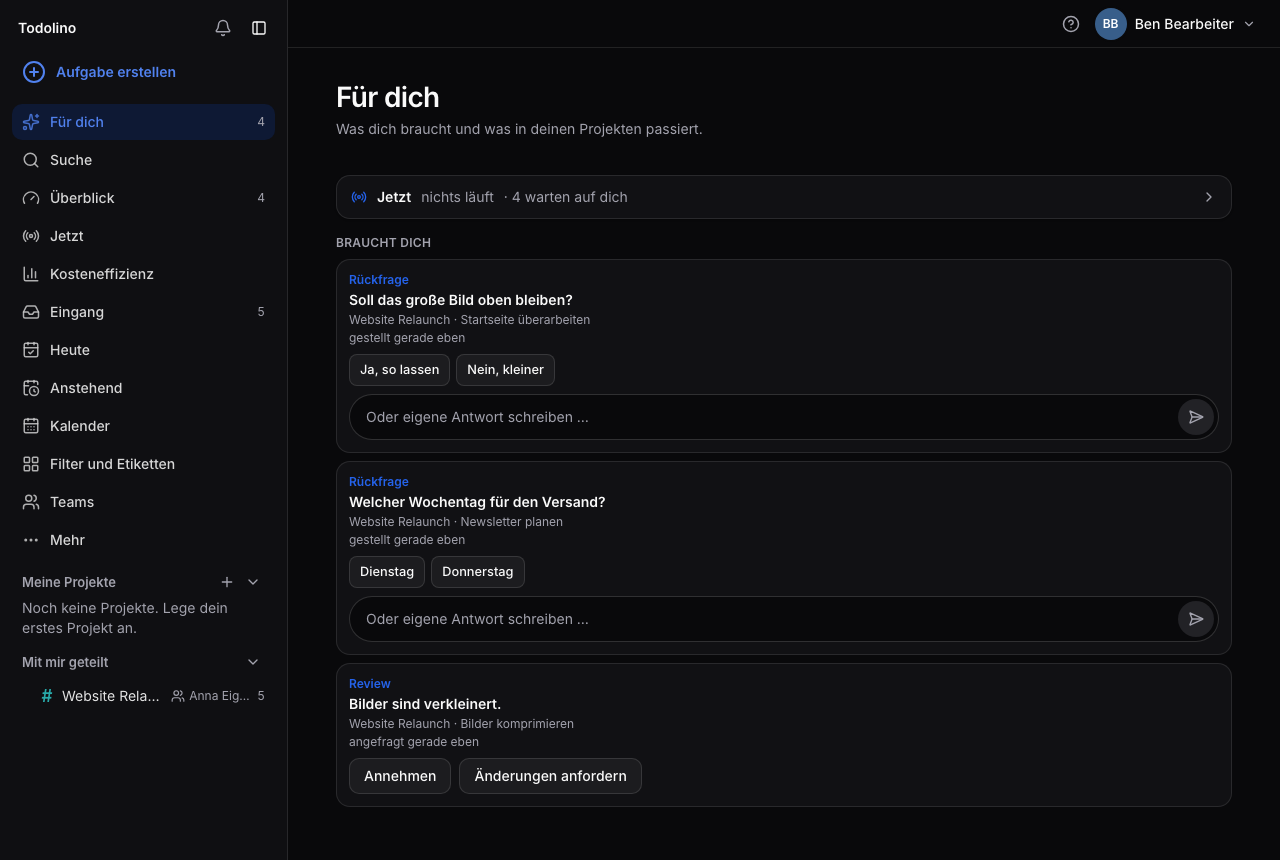 Todolino
Aufgabe erstellen
Für dich 4
Suche
Überblick 4
Jetzt
Kosteneffizienz
Eingang 5
Heute
Anstehend
Kalender
Filter und Etiketten
Teams
Mehr
Meine Projekte
Noch keine Projekte. Lege dein
erstes Projekt an.
Mit mir geteilt
# Website Rela... Anna Eig... 5
BB Ben Bearbeiter
Für dich
Was dich braucht und was in deinen Projekten passiert.
Jetzt nichts läuft · 4 warten auf dich
BRAUCHT DICH
Rückfrage
Soll das große Bild oben bleiben?
Website Relaunch · Startseite überarbeiten
gestellt gerade eben
Ja, so lassen Nein, kleiner
Oder eigene Antwort schreiben ...
Rückfrage
Welcher Wochentag für den Versand?
Website Relaunch · Newsletter planen
gestellt gerade eben
Dienstag Donnerstag
Oder eigene Antwort schreiben ...
Review
Bilder sind verkleinert.
Website Relaunch · Bilder komprimieren
angefragt gerade eben
Annehmen Änderungen anfordern